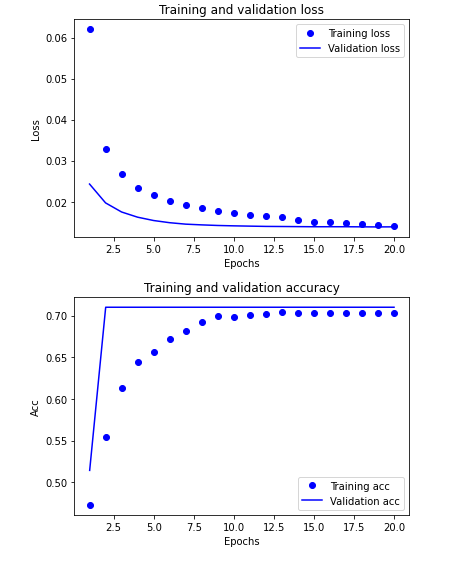 Training and validation loss
0.06
0.05
0.04
0.03
0.02
Loss
Training loss
Validation loss
2.5 5.0 7.5 10.0 12.5 15.0 17.5 20.0
Epochs
Training and validation accuracy
0.70
0.65
0.60
0.55
0.50
Acc
Training acc
Validation acc
2.5 5.0 7.5 10.0 12.5 15.0 17.5 20.0
Epochs